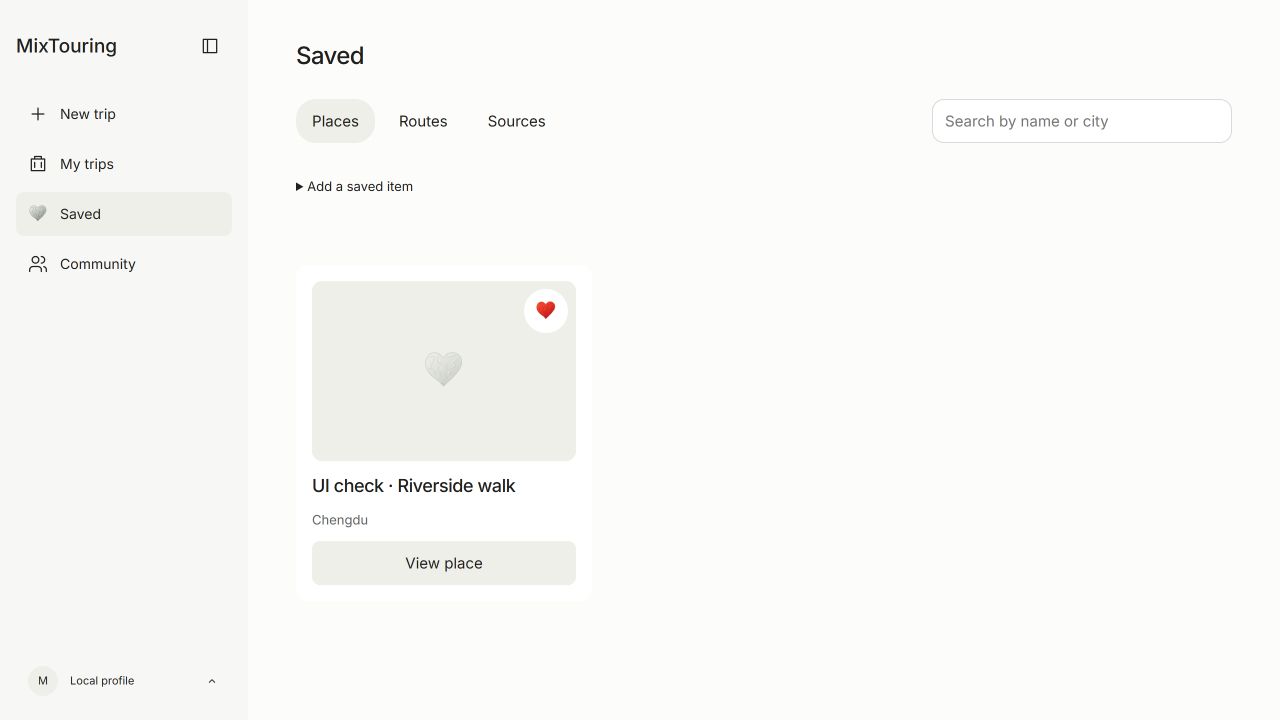 MixTouring
New trip
My trips
Saved
Community
M
Local profile
Saved
Places
Routes
Sources
Search by name or city
Add a saved item
UI check · Riverside walk
Chengdu
View place